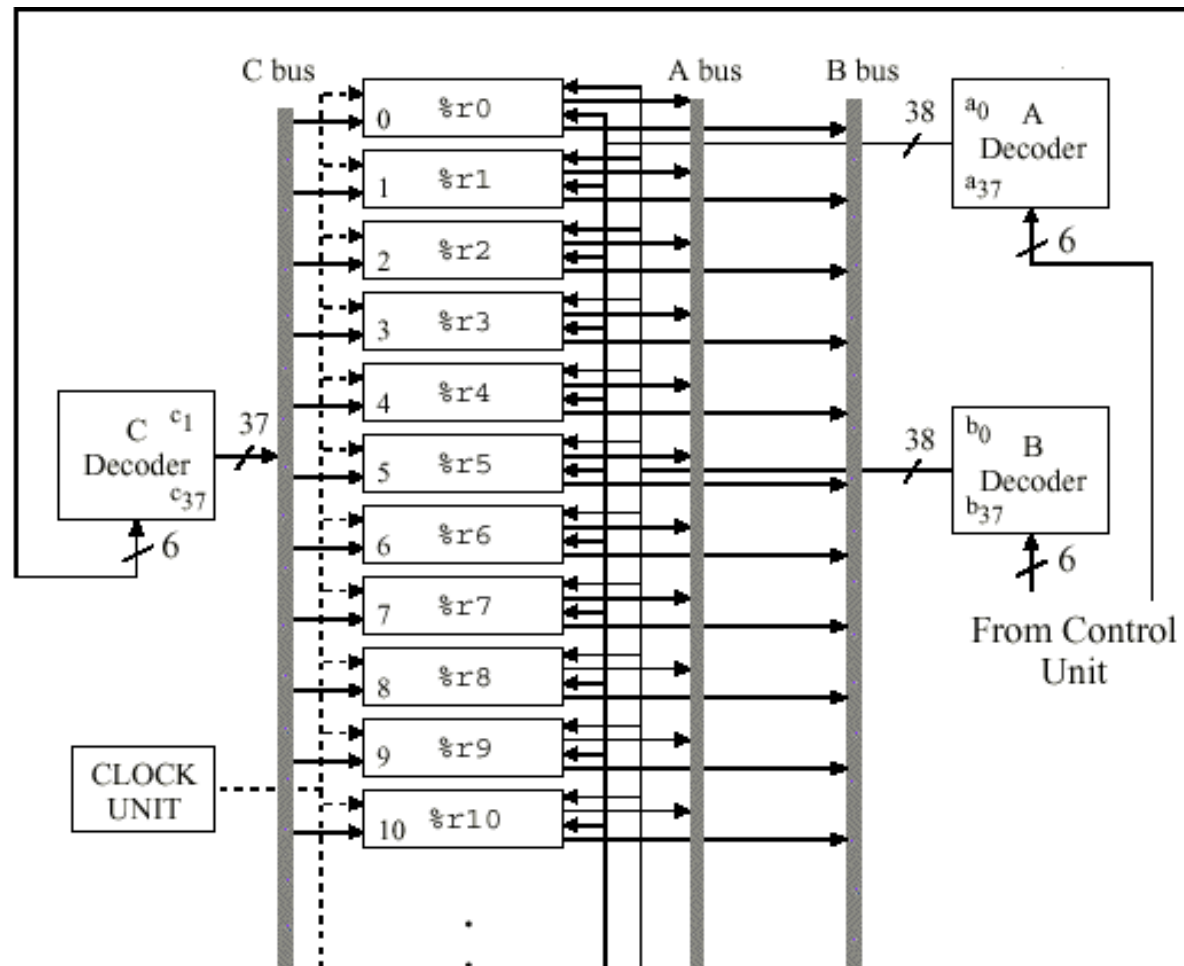 C bus
A bus
B bus
0 %r0
1 %r1
2 %r2
3 %r3
4 %r4
5 %r5
6 %r6
7 %r7
8 %r8
9 %r9
10 %r10
38
a0 A
Decoder
a37
6
C c1
Decoder
c37
37
6
38
b0 B
Decoder
b37
6
From Control
Unit
CLOCK
UNIT